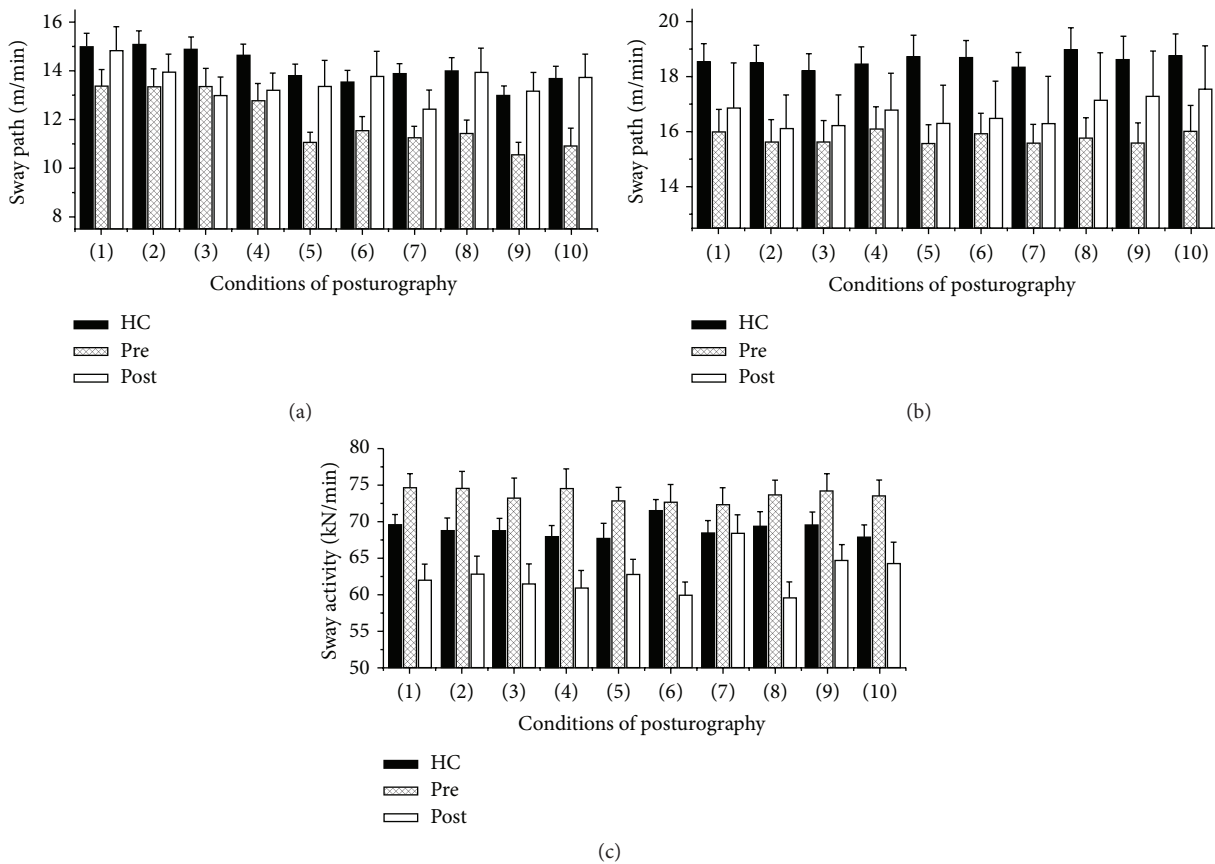 16
14
12
10
8
Sway path (m/min)
(1) (2) (3) (4) (5) (6) (7) (8) (9) (10)
Conditions of posturography
HC
Pre
Post
(a)
20
18
16
14
Sway path (m/min)
(1) (2) (3) (4) (5) (6) (7) (8) (9) (10)
Conditions of posturography
HC
Pre
Post
(b)
80
75
70
65
60
55
50
Sway activity (kN/min)
(1) (2) (3) (4) (5) (6) (7) (8) (9) (10)
Conditions of posturography
HC
Pre
Post
(c)